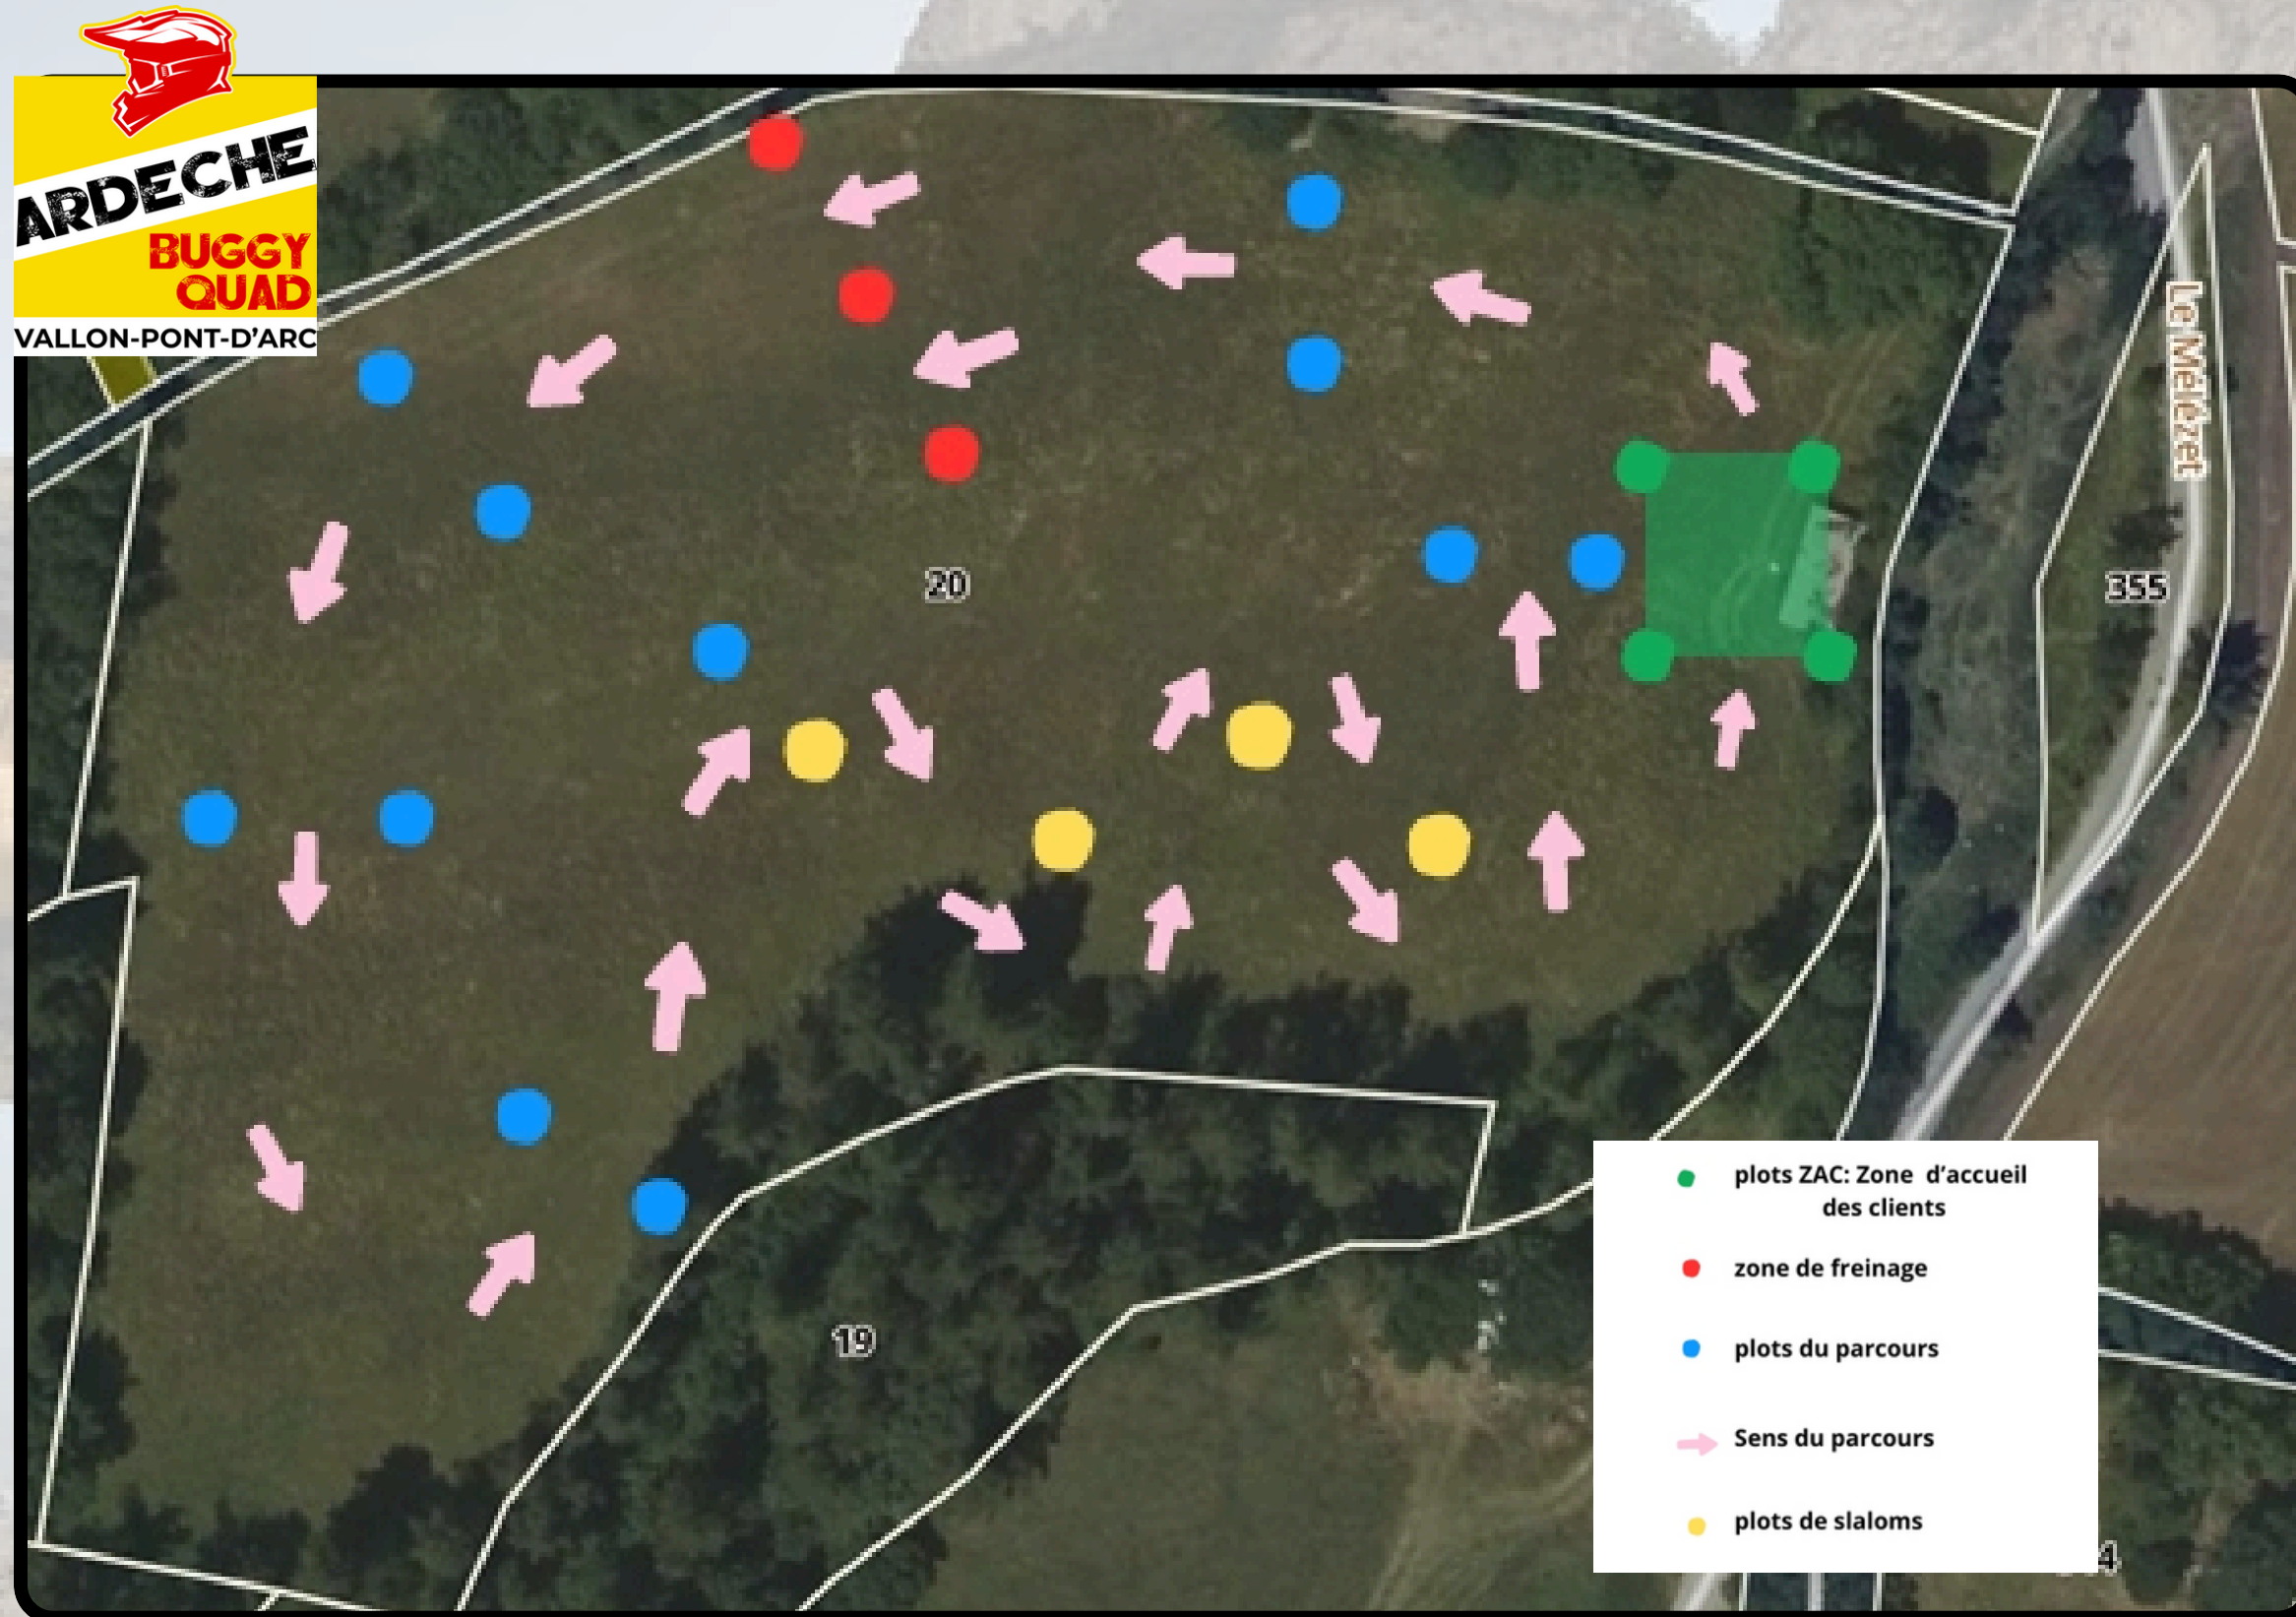 ARDECHE
BUGGY
QUAD
VALLON-PONT-D'ARC
Le Mélézet
20
355
19
plots ZAC: Zone d'accueil
des clients
zone de freinage
plots du parcours
Sens du parcours
plots de slaloms